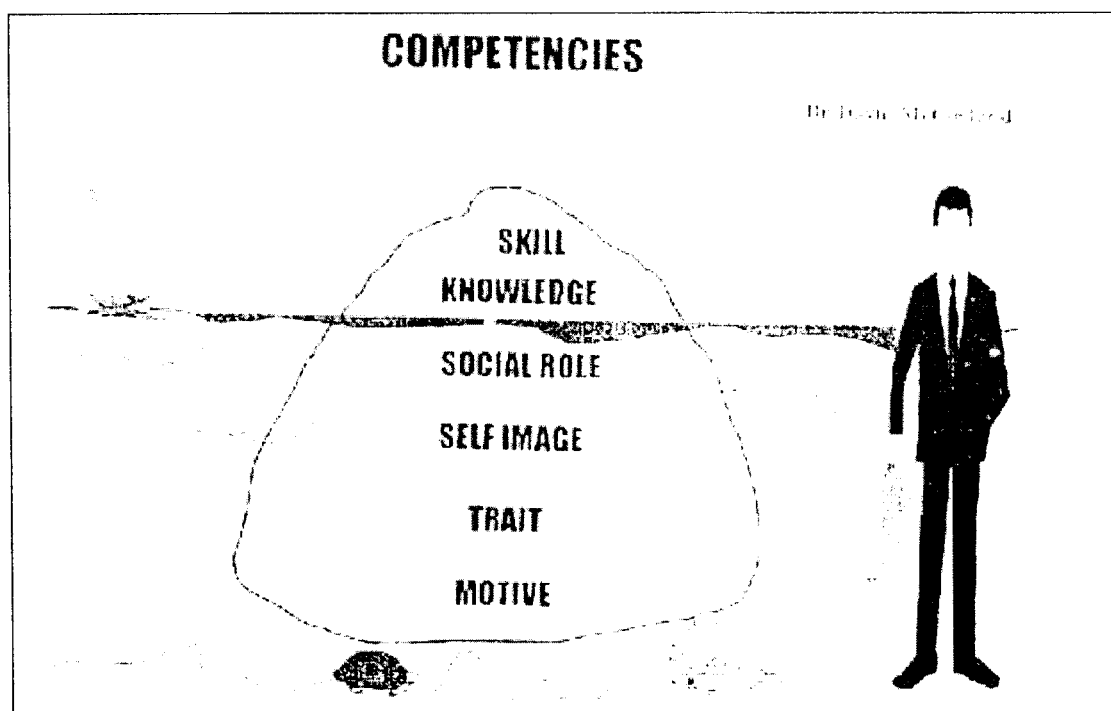 COMPETENCIES
SKILL
KNOWLEDGE
SOCIAL ROLE
SELF IMAGE
TRAIT
MOTIVE